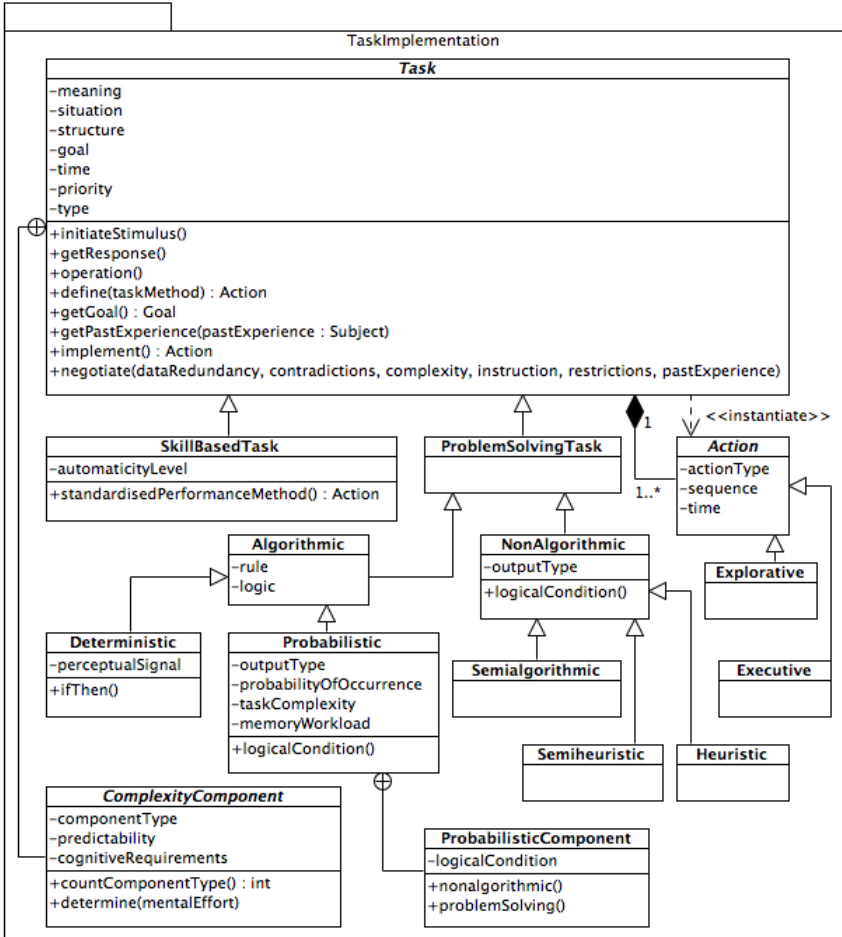 TaskImplementation
Task
-meaning
-situation
-structure
-goal
-time
-priority
-type
+initiateStimulus()
+getResponse()
+operation()
+define(taskMethod) : Action
+getGoal() : Goal
+getPastExperience(pastExperience : Subject)
+implement() : Action
+negotiate(dataRedundancy, contradictions, complexity, instruction, restrictions, pastExperience)
1
<<instantiate>>
1..*
SkillBasedTask
-automaticityLevel
+standardisedPerformanceMethod() : Action
ProblemSolvingTask
Action
-actionType
-sequence
-time
Algorithmic
-rule
-logic
NonAlgorithmic
-outputType
+logicalCondition()
Explorative
Deterministic
-perceptualSignal
+ifThen()
Probabilistic
-outputType
-probabilityOfOccurrence
-taskComplexity
-memoryWorkload
+logicalCondition()
Semialgorithmic
Executive
Semiheuristic
Heuristic
ComplexityComponent
-componentType
-predictability
-cognitiveRequirements
+countComponentType() : int
+determine(mentalEffort)
ProbabilisticComponent
-logicalCondition
+nonalgorithmic()
+problemSolving()